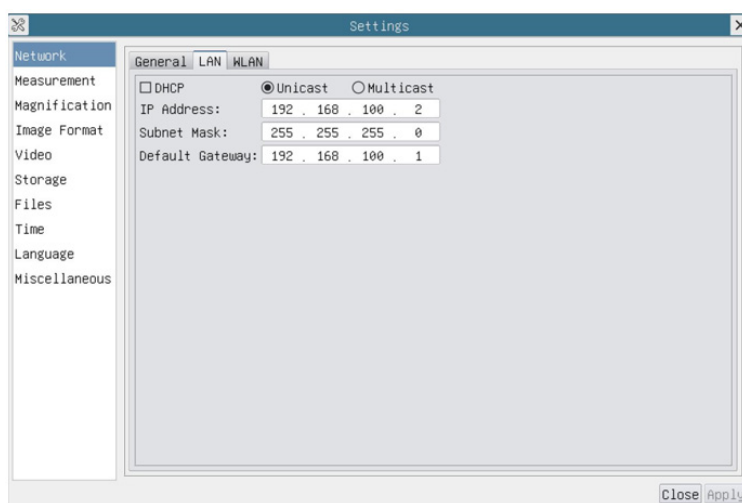 Settings
Network
Measurement
Magnification
Image Format
Video
Storage
Files
Time
Language
Miscellaneous
General LAN WLAN
DHCP Unicast Multicast
IP Address: 192 . 168 . 100 . 2
Subnet Mask: 255 . 255 . 255 . 0
Default Gateway: 192 . 168 . 100 . 1
Close Apply